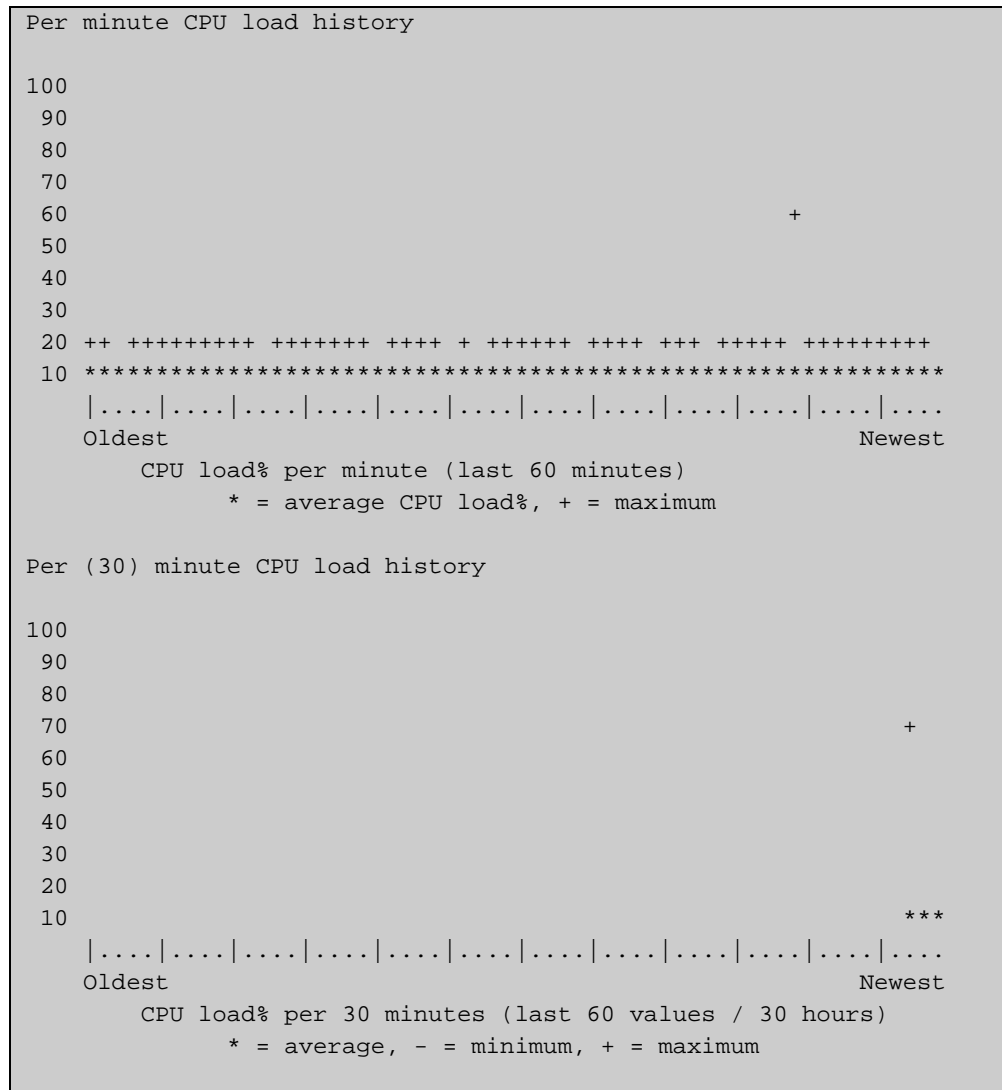 Per minute CPU load history
100
 90
 80
 70
 60                                                  +
 50
 40
 30
 20 ++ +++++++++ +++++++ ++++ + ++++++ ++++ +++ +++++ +++++++++
 10 ************************************************************
    |....|....|....|....|....|....|....|....|....|....|....|....
    Oldest                                                Newest
        CPU load% per minute (last 60 minutes)
              * = average CPU load%, + = maximum
Per (30) minute CPU load history
100
 90
 80
 70                                                          +
 60
 50
 40
 30
 20
 10                                                          ***
    |....|....|....|....|....|....|....|....|....|....|....|....
    Oldest                                                Newest
        CPU load% per 30 minutes (last 60 values / 30 hours)
              * = average, - = minimum, + = maximum